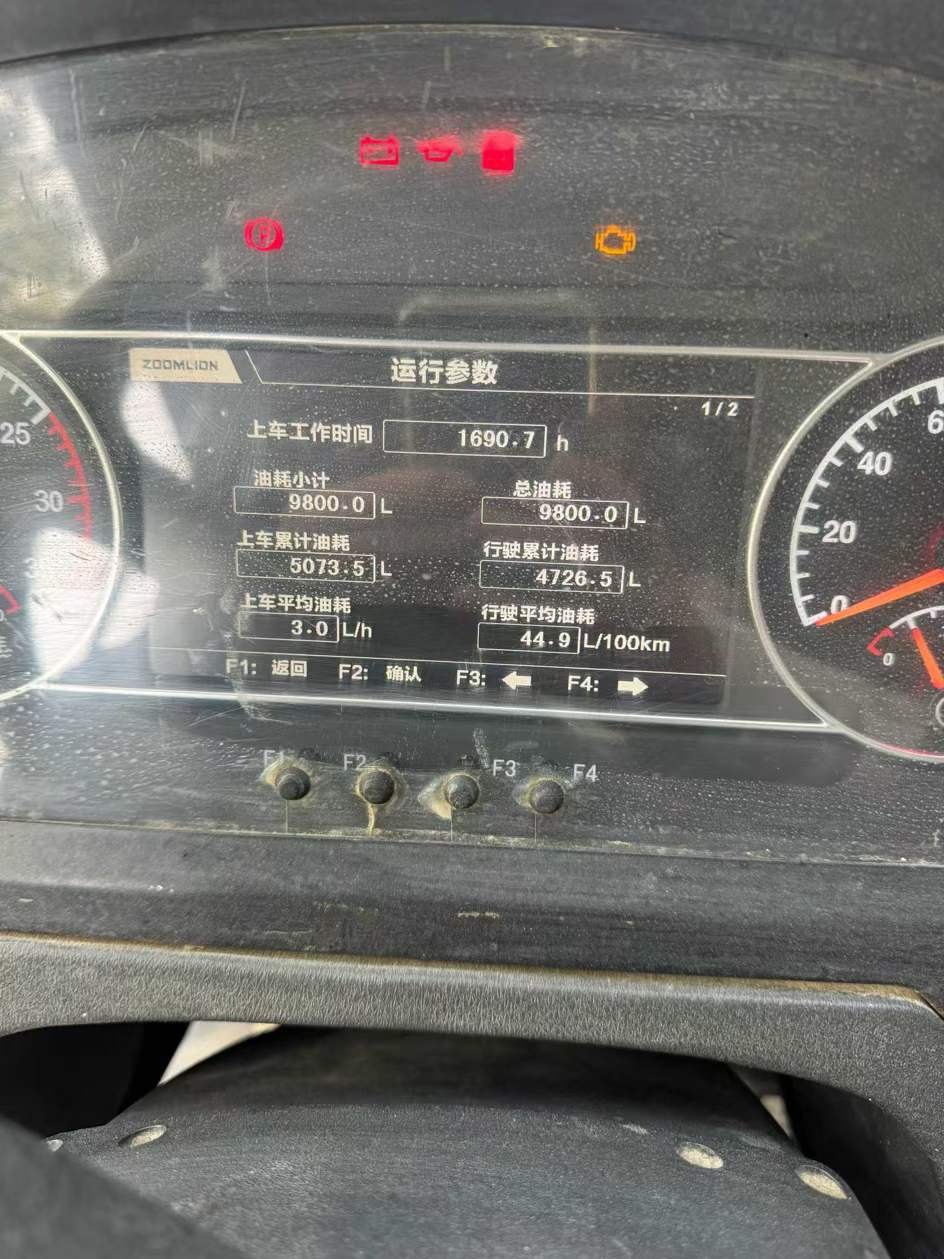 ZOOMLION 运行参数
1/2
上车工作时间 1690.7 h
油耗小计 总油耗
9800.0 L 9800.0 L
上车累计油耗 行驶累计油耗
5073.5 L 4726.5 L
上车平均油耗 行驶平均油耗
3.0 L/h 44.9 L/100km
F1: 返回 F2: 确认 F3: F4:
F1 F2 F3 F4
25
30
40
20
0
0